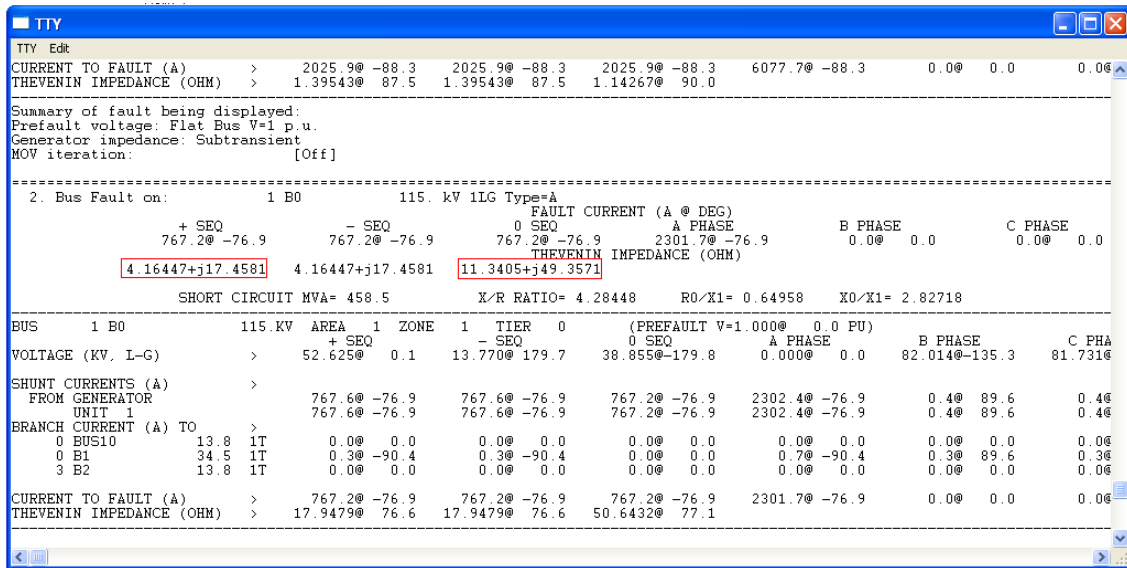 TTY
TTY Edit
CURRENT TO FAULT (A) > 2025.9@ -88.3 2025.9@ -88.3 2025.9@ -88.3 6077.7@ -88.3 0.0@ 0.0 0.0@
THEVENIN IMPEDANCE (OHM) > 1.39543@ 87.5 1.39543@ 87.5 1.14267@ 90.0
Summary of fault being displayed:
Prefault voltage: Flat Bus V=1 p.u.
Generator impedance: Subtransient
MOV iteration: [Off]
2. Bus Fault on: 1 B0 115. kV 1LG Type=A
FAULT CURRENT (A @ DEG)
+ SEQ - SEQ 0 SEQ A PHASE B PHASE C PHASE
767.2@ -76.9 767.2@ -76.9 767.2@ -76.9 2301.7@ -76.9 0.0@ 0.0 0.0@ 0.0
THEVENIN IMPEDANCE (OHM)
4.16447+j17.4581 4.16447+j17.4581 11.3405+j49.3571
SHORT CIRCUIT MVA= 458.5 X/R RATIO= 4.28448 R0/X1= 0.64958 X0/X1= 2.82718
BUS 1 B0 115.KV AREA 1 ZONE 1 TIER 0 (PREFAULT V=1.000@ 0.0 PU)
+ SEQ - SEQ 0 SEQ A PHASE B PHASE C PHA
VOLTAGE (KV, L-G) > 52.625@ 0.1 13.770@ 179.7 38.855@-179.8 0.000@ 0.0 82.014@-135.3 81.731@
SHUNT CURRENTS (A) >
FROM GENERATOR 767.6@ -76.9 767.6@ -76.9 767.2@ -76.9 2302.4@ -76.9 0.4@ 89.6 0.4@
UNIT 1 767.6@ -76.9 767.6@ -76.9 767.2@ -76.9 2302.4@ -76.9 0.4@ 89.6 0.4@
BRANCH CURRENT (A) TO >
0 BUS10 13.8 1T 0.0@ 0.0 0.0@ 0.0 0.0@ 0.0 0.0@ 0.0 0.0@ 0.0 0.0@
0 B1 34.5 1T 0.3@ -90.4 0.3@ -90.4 0.0@ 0.0 0.7@ -90.4 0.3@ 89.6 0.3@
3 B2 13.8 1T 0.0@ 0.0 0.0@ 0.0 0.0@ 0.0 0.0@ 0.0 0.0@ 0.0 0.0@
CURRENT TO FAULT (A) > 767.2@ -76.9 767.2@ -76.9 767.2@ -76.9 2301.7@ -76.9 0.0@ 0.0 0.0@
THEVENIN IMPEDANCE (OHM) > 17.9479@ 76.6 17.9479@ 76.6 50.6432@ 77.1